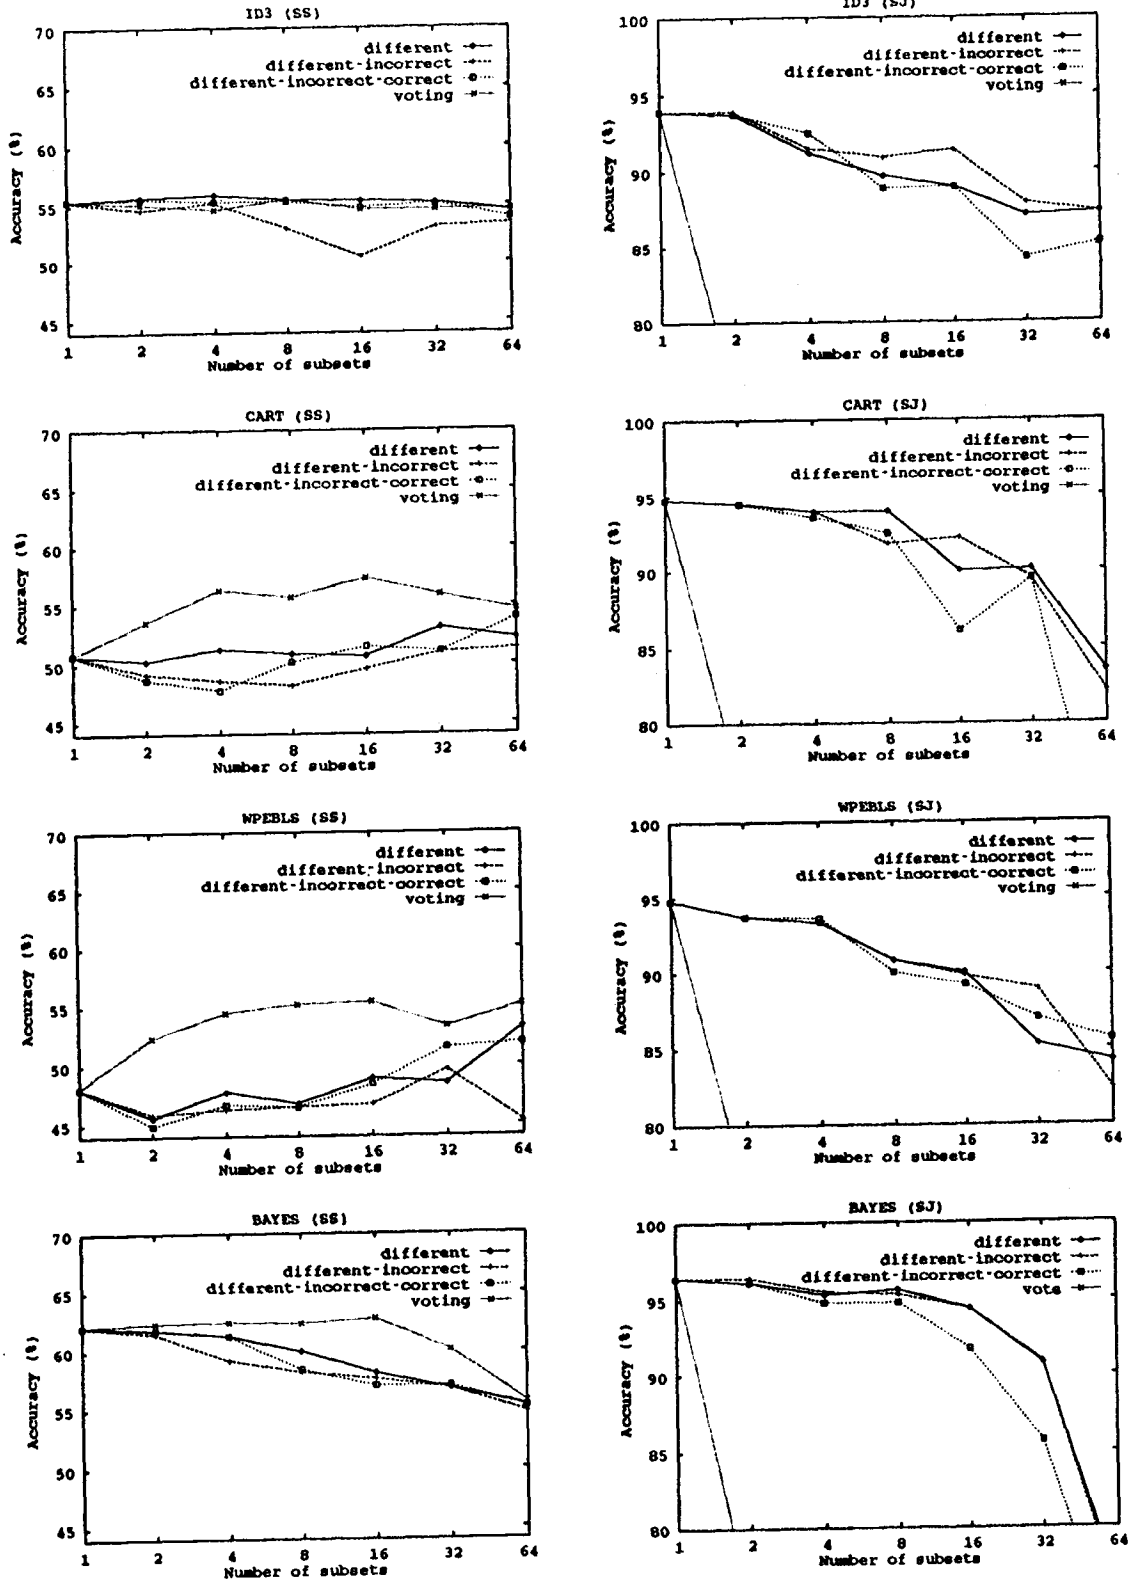 ID3 (SS)
70
65
60
55
50
45
Accuracy (%)
different
different-incorrect
different-incorrect-correct
voting
1 2 4 8 16 32 64
Number of subsets
ID3 (SJ)
100
95
90
85
80
Accuracy (%)
different
different-incorrect
different-incorrect-correct
voting
1 2 4 8 16 32 64
Number of subsets
CART (SS)
70
65
60
55
50
45
Accuracy (%)
different
different-incorrect
different-incorrect-correct
voting
1 2 4 8 16 32 64
Number of subsets
CART (SJ)
100
95
90
85
80
Accuracy (%)
different
different-incorrect
different-incorrect-correct
voting
1 2 4 8 16 32 64
Number of subsets
WPEBLS (SS)
70
65
60
55
50
45
Accuracy (%)
different
different-incorrect
different-incorrect-correct
voting
1 2 4 8 16 32 64
Number of subsets
WPEBLS (SJ)
100
95
90
85
80
Accuracy (%)
different
different-incorrect
different-incorrect-correct
voting
1 2 4 8 16 32 64
Number of subsets
BAYES (SS)
70
65
60
55
50
45
Accuracy (%)
different
different-incorrect
different-incorrect-correct
voting
1 2 4 8 16 32 64
Number of subsets
BAYES (SJ)
100
95
90
85
80
Accuracy (%)
different
different-incorrect
different-incorrect-correct
vote
1 2 4 8 16 32 64
Number of subsets